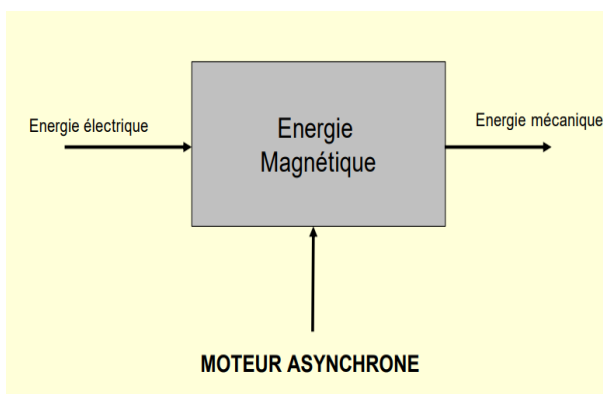 Energie électrique
Energie
Magnétique
Energie mécanique
MOTEUR ASYNCHRONE